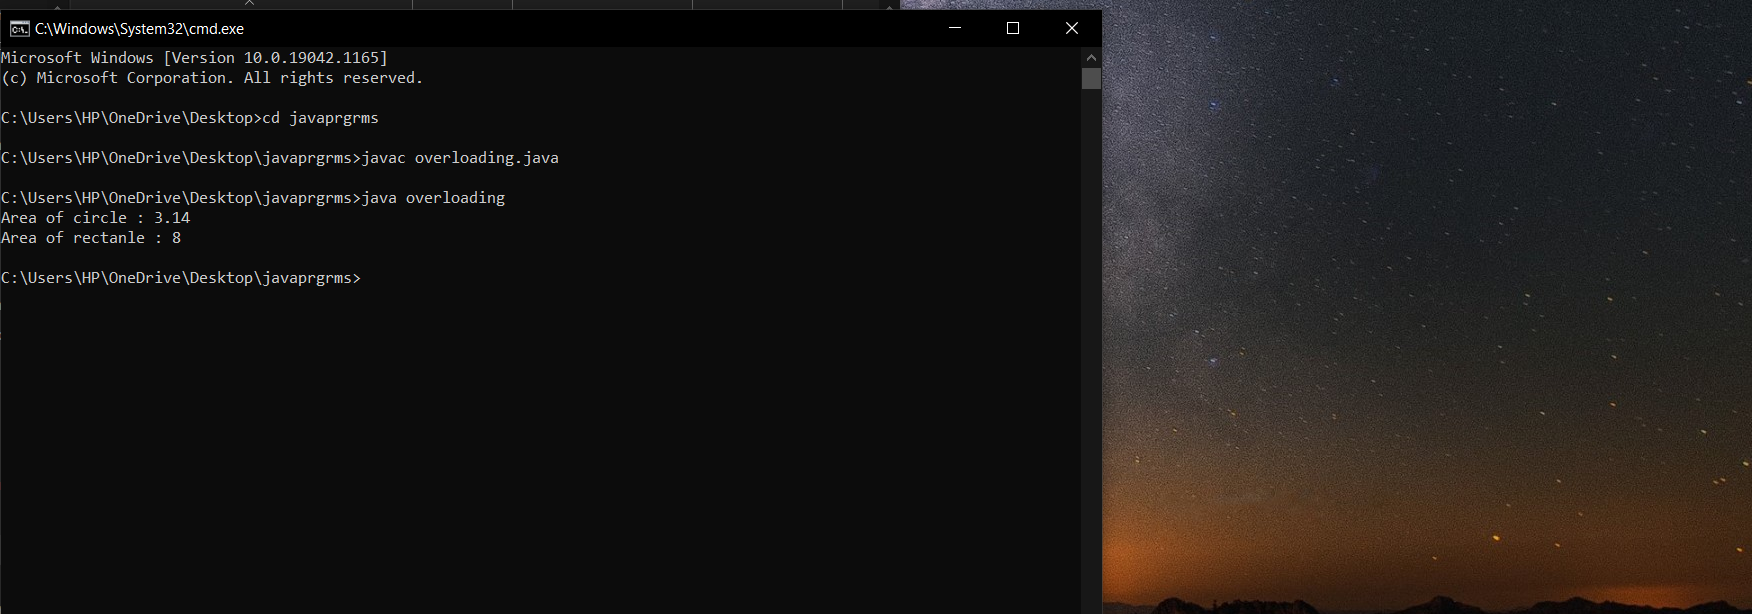 C:\Windows\System32\cmd.exe
Microsoft Windows [Version 10.0.19042.1165]
(c) Microsoft Corporation. All rights reserved.
C:\Users\HP\OneDrive\Desktop>cd javaprgrms
C:\Users\HP\OneDrive\Desktop\javaprgrms>javac overloading.java
C:\Users\HP\OneDrive\Desktop\javaprgrms>java overloading
Area of circle : 3.14
Area of rectanle : 8
C:\Users\HP\OneDrive\Desktop\javaprgrms>